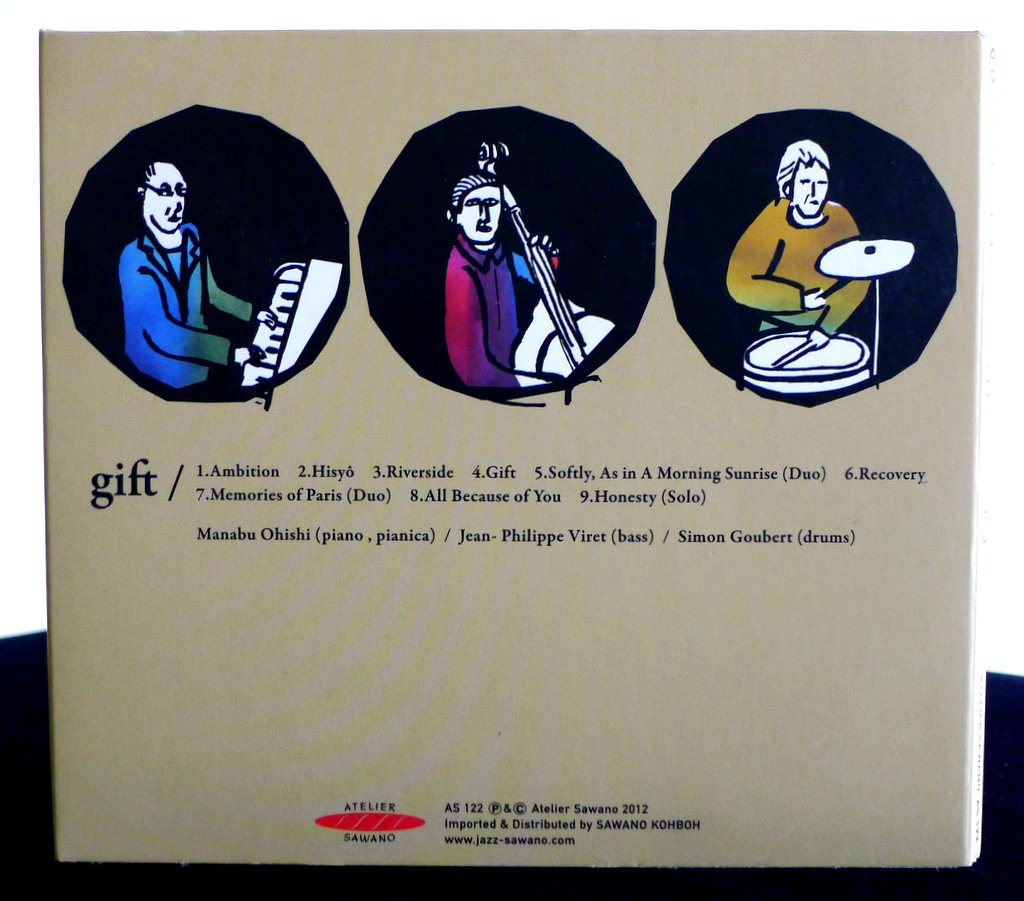 gift /
1.Ambition 2.Hisyô 3.Riverside 4.Gift 5.Softly, As in A Morning Sunrise (Duo) 6.Recovery
7.Memories of Paris (Duo) 8.All Because of You 9.Honesty (Solo)
Manabu Ohishi (piano , pianica) / Jean- Philippe Viret (bass) / Simon Goubert (drums)
ATELIER
SAWANO
AS 122 Ⓟ&Ⓒ Atelier Sawano 2012
Imported & Distributed by SAWANO KOHBOH
www.jazz-sawano.com